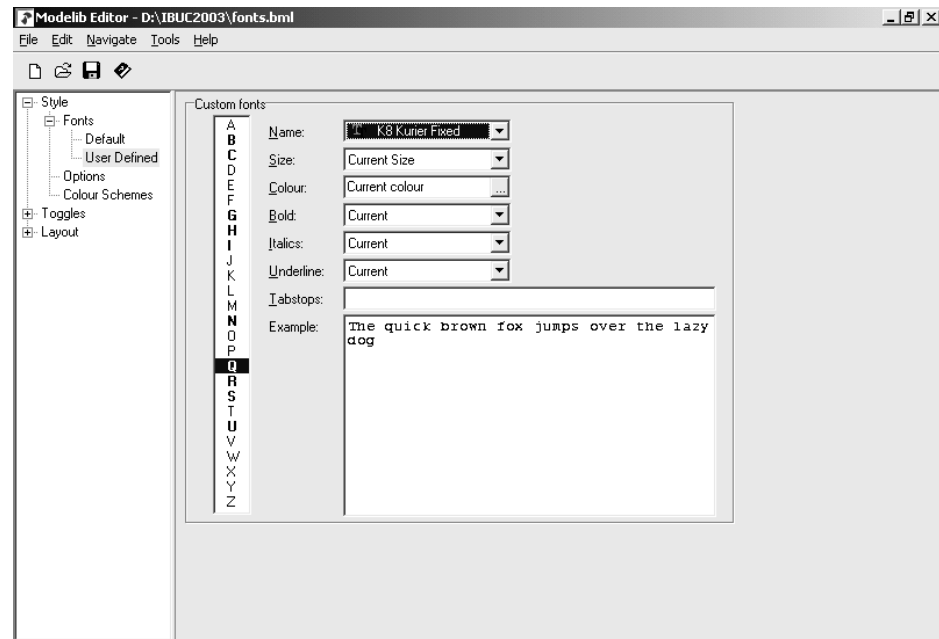 Modelib Editor - D:\IBUC2003\fonts.bml
File Edit Navigate Tools Help
Style
Fonts
Default
User Defined
Options
Colour Schemes
Toggles
Layout
Custom fonts
A
B
C
D
E
F
G
H
I
J
K
L
M
N
O
P
Q
R
S
T
U
V
W
X
Y
Z
Name: K8 Kurier Fixed
Size: Current Size
Colour: Current colour ...
Bold: Current
Italics: Current
Underline: Current
Tabstops:
Example: The quick brown fox jumps over the lazy
dog